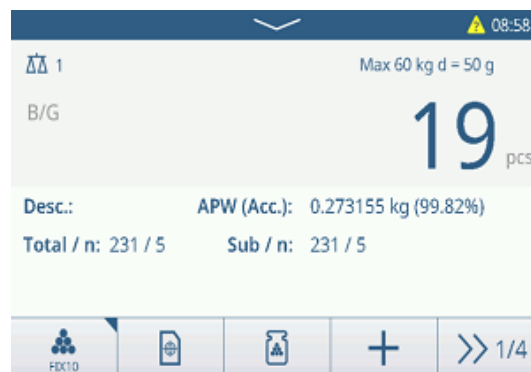 08:58
1 Max 60 kg d = 50 g
B/G
19 pcs
Desc.: APW (Acc.): 0.273155 kg (99.82%)
Total / n: 231 / 5 Sub / n: 231 / 5
FIX10 1/4